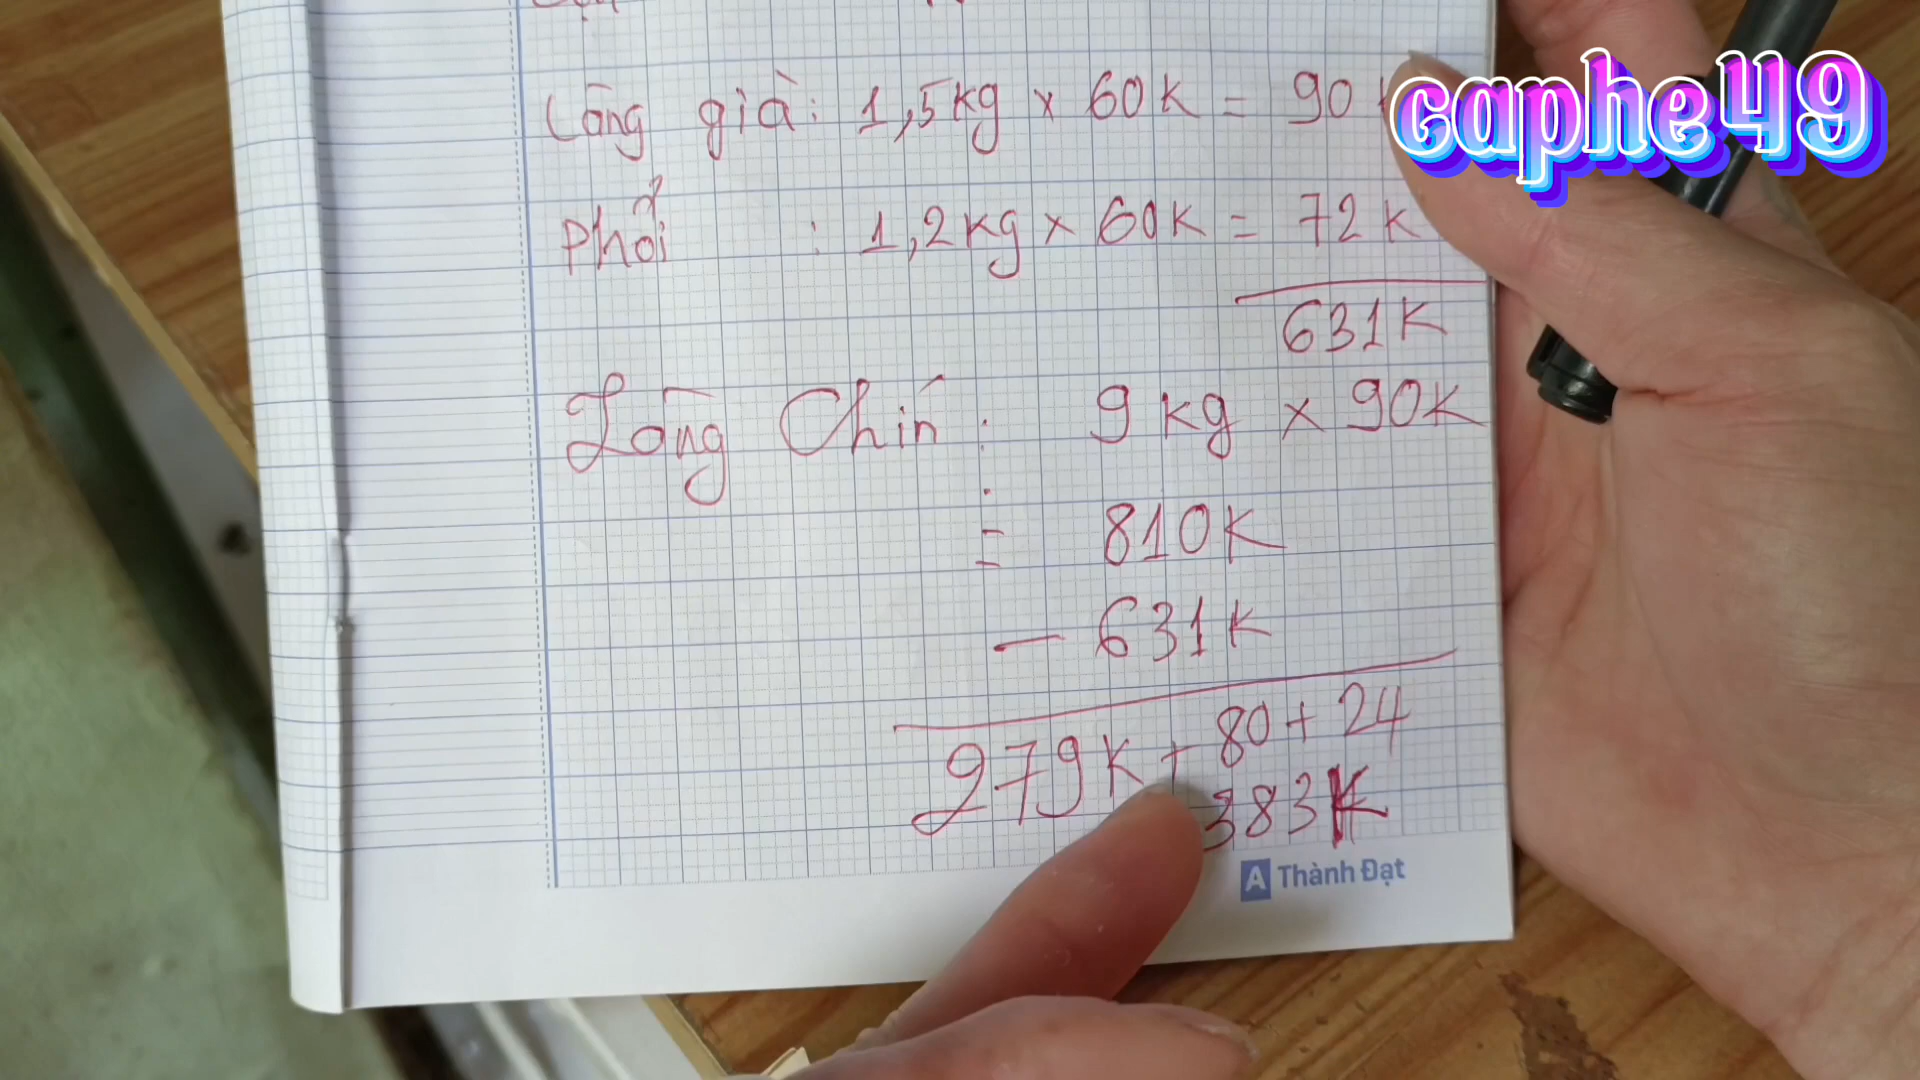 Lòng già: 1,5kg x 60K = 90
caphe49
Phổi : 1,2kg x 60K = 72K
631K
Lòng Chín: 9kg x 90K
= 810K
— 631K
279K + 80 + 24
383K
A Thành Đạt